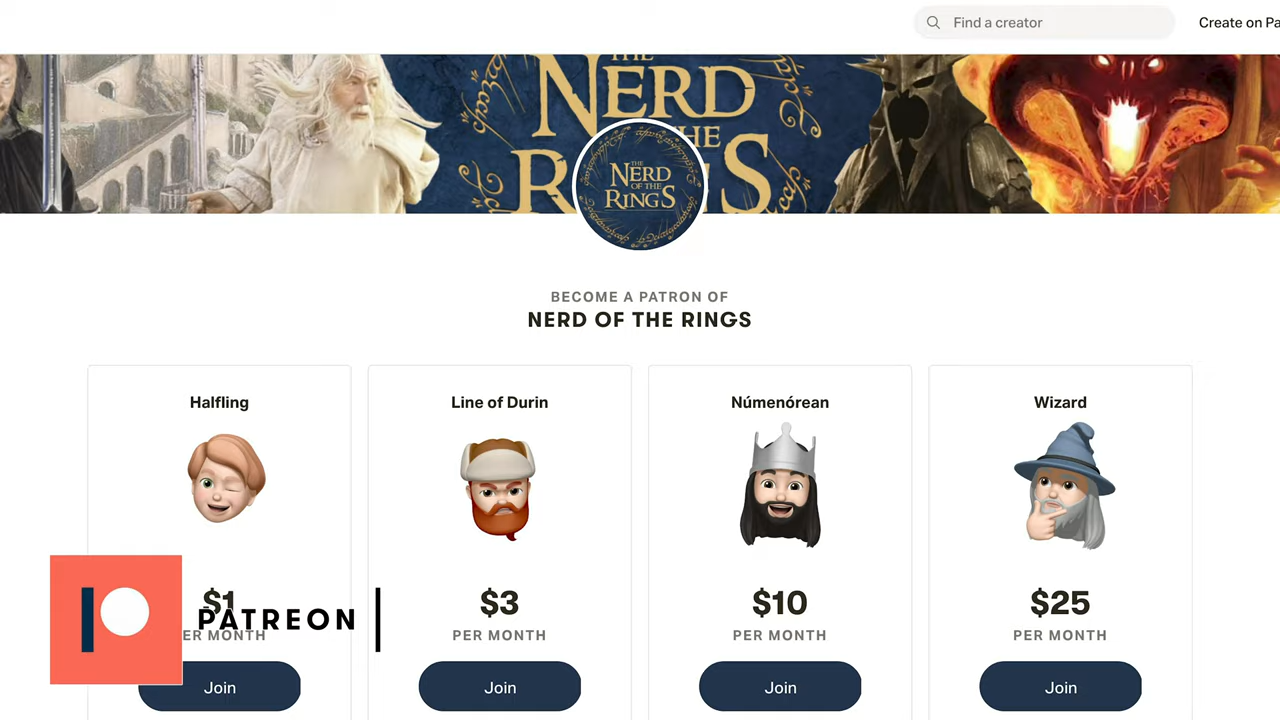 Find a creator
Create on Pa
THE
NERD
OF THE
RINGS
THE
NERD
OF THE
RINGS
BECOME A PATRON OF
NERD OF THE RINGS
Halfling
Line of Durin
Númenórean
Wizard
$1
$3
$10
$25
PATREON
ER MONTH
PER MONTH
PER MONTH
PER MONTH
Join
Join
Join
Join